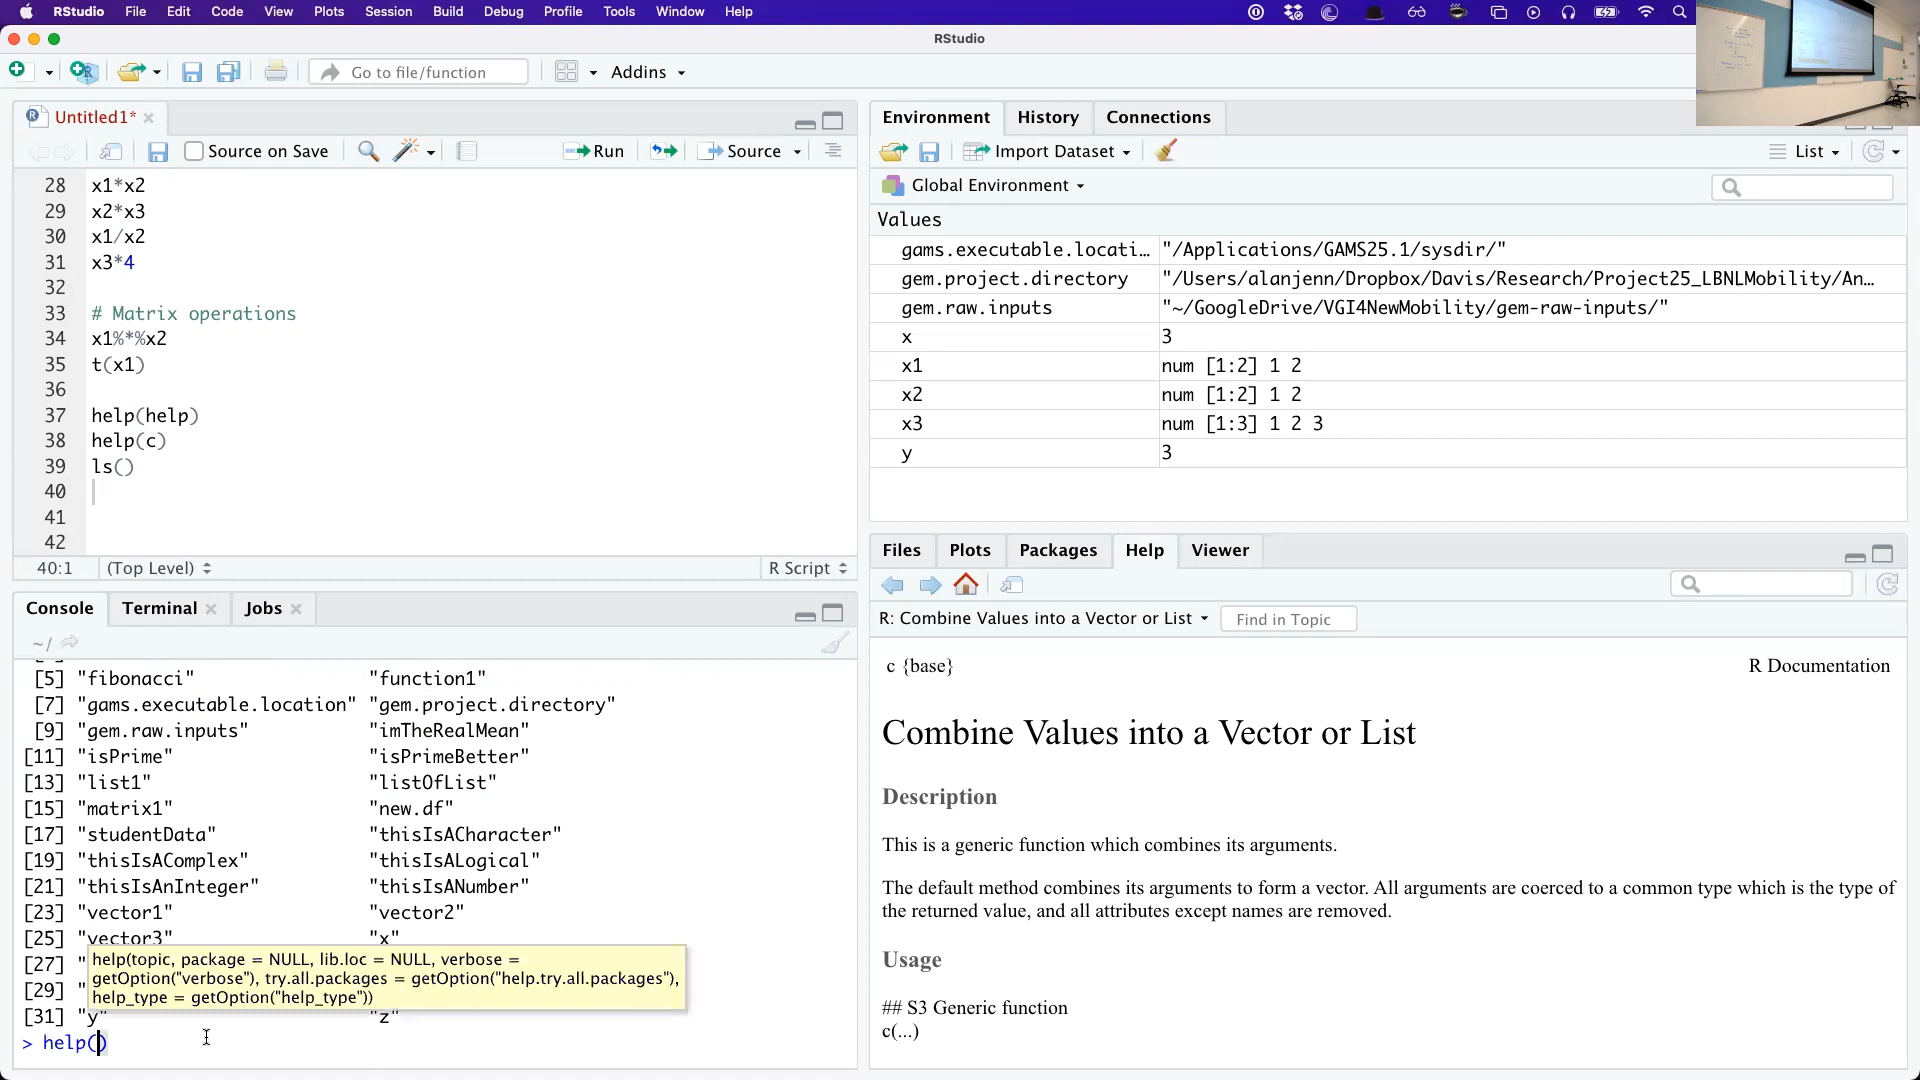 RStudio File Edit Code View Plots Session Build Debug Profile Tools Window Help
RStudio
Go to file/function
Addins
Untitled1*
Source on Save
Run
Source
28 x1*x2
29 x2*x3
30 x1/x2
31 x3*4
32
33 # Matrix operations
34 x1%*%x2
35 t(x1)
36
37 help(help)
38 help(c)
39 ls()
40
41
42
40:1 (Top Level) R Script
Console Terminal Jobs
~/
[5] "fibonacci" "function1"
[7] "gams.executable.location" "gem.project.directory"
[9] "gem.raw.inputs" "imTheRealMean"
[11] "isPrime" "isPrimeBetter"
[13] "list1" "listOfList"
[15] "matrix1" "new.df"
[17] "studentData" "thisIsACharacter"
[19] "thisIsAComplex" "thisIsALogical"
[21] "thisIsAnInteger" "thisIsANumber"
[23] "vector1" "vector2"
[25] "vector3" "x"
[27] "
[29] "
[31] "y" "z"
help(topic, package = NULL, lib.loc = NULL, verbose =
getOption("verbose"), try.all.packages = getOption("help.try.all.packages"),
help_type = getOption("help_type"))
> help()
Environment History Connections
Import Dataset
List
Global Environment
Values
gams.executable.locati… "/Applications/GAMS25.1/sysdir/"
gem.project.directory "/Users/alanjenn/Dropbox/Davis/Research/Project25_LBNLMobility/An…
gem.raw.inputs "~/GoogleDrive/VGI4NewMobility/gem-raw-inputs/"
x 3
x1 num [1:2] 1 2
x2 num [1:2] 1 2
x3 num [1:3] 1 2 3
y 3
Files Plots Packages Help Viewer
R: Combine Values into a Vector or List Find in Topic
c {base} R Documentation
Combine Values into a Vector or List
Description
This is a generic function which combines its arguments.
The default method combines its arguments to form a vector. All arguments are coerced to a common type which is the type of
the returned value, and all attributes except names are removed.
Usage
## S3 Generic function
c(...)